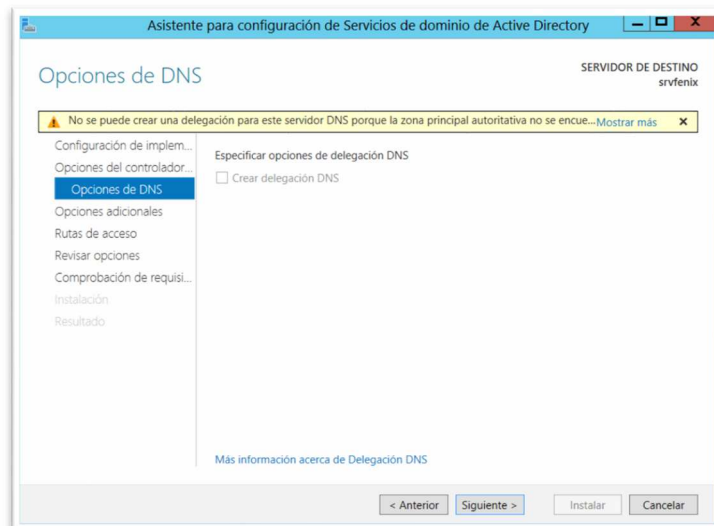 Asistente para configuración de Servicios de dominio de Active Directory
Opciones de DNS
SERVIDOR DE DESTINO
srvfenix
No se puede crear una delegación para este servidor DNS porque la zona principal autoritativa no se encue... Mostrar más
Configuración de implem...
Opciones del controlador...
Opciones de DNS
Opciones adicionales
Rutas de acceso
Revisar opciones
Comprobación de requisi...
Instalación
Resultado
Especificar opciones de delegación DNS
Crear delegación DNS
Más información acerca de Delegación DNS
< Anterior Siguiente > Instalar Cancelar